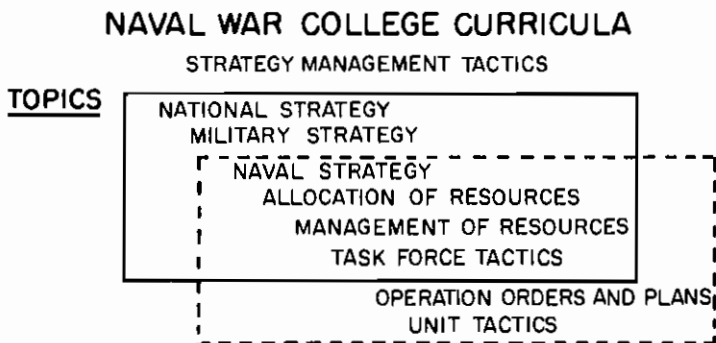 NAVAL WAR COLLEGE CURRICULA
STRATEGY MANAGEMENT TACTICS
TOPICS
NATIONAL STRATEGY
MILITARY STRATEGY
NAVAL STRATEGY
ALLOCATION OF RESOURCES
MANAGEMENT OF RESOURCES
TASK FORCE TACTICS
OPERATION ORDERS AND PLANS
UNIT TACTICS